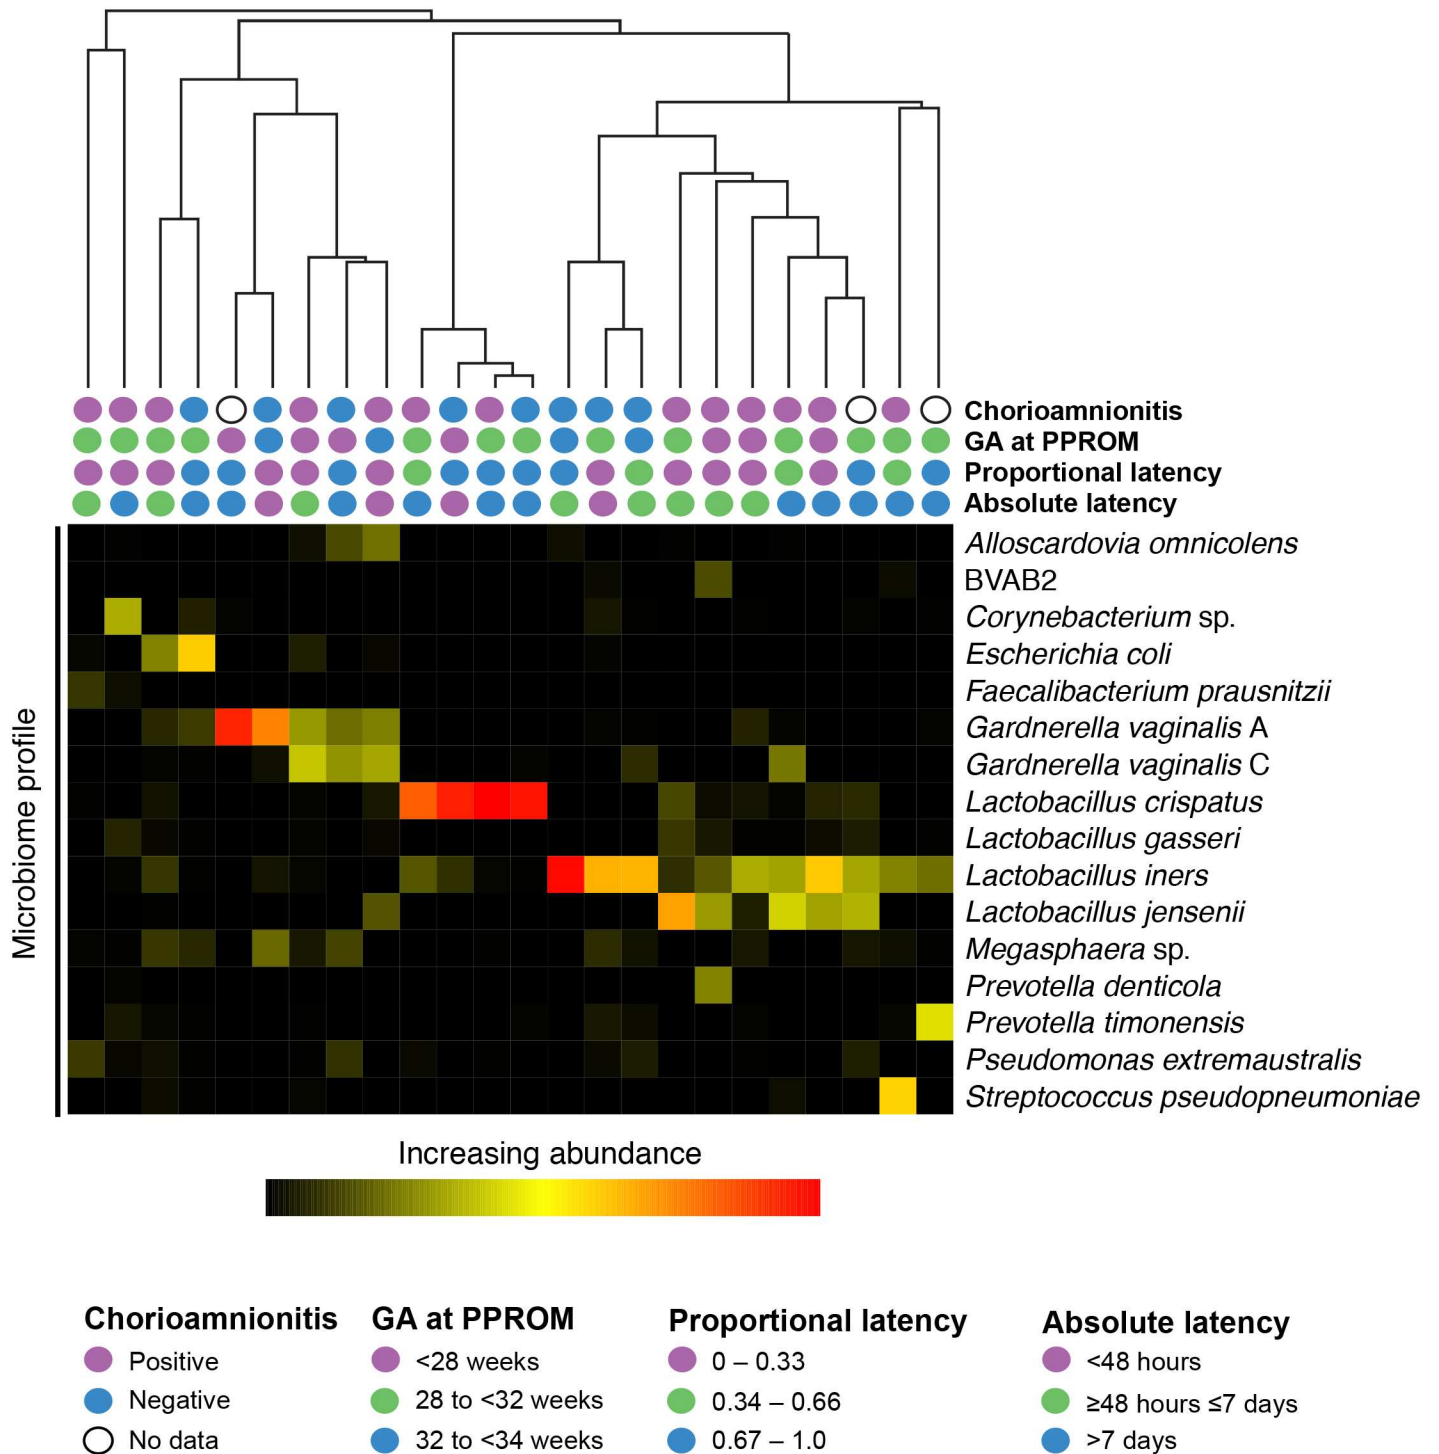 Chorioamnionitis
GA at PPROM
Proportional latency
Absolute latency
Alloscardovia omnicolens
BVAB2
Corynebacterium sp.
Escherichia coli
Faecalibacterium prausnitzii
Gardnerella vaginalis A
Gardnerella vaginalis C
Lactobacillus crispatus
Lactobacillus gasseri
Lactobacillus iners
Lactobacillus jensenii
Megasphaera sp.
Prevotella denticola
Prevotella timonensis
Pseudomonas extremaustralis
Streptococcus pseudopneumoniae
Microbiome profile
Increasing abundance
Chorioamnionitis
Positive
Negative
No data
GA at PPROM
<28 weeks
28 to <32 weeks
32 to <34 weeks
Proportional latency
0 – 0.33
0.34 – 0.66
0.67 – 1.0
Absolute latency
<48 hours
≥48 hours ≤7 days
>7 days